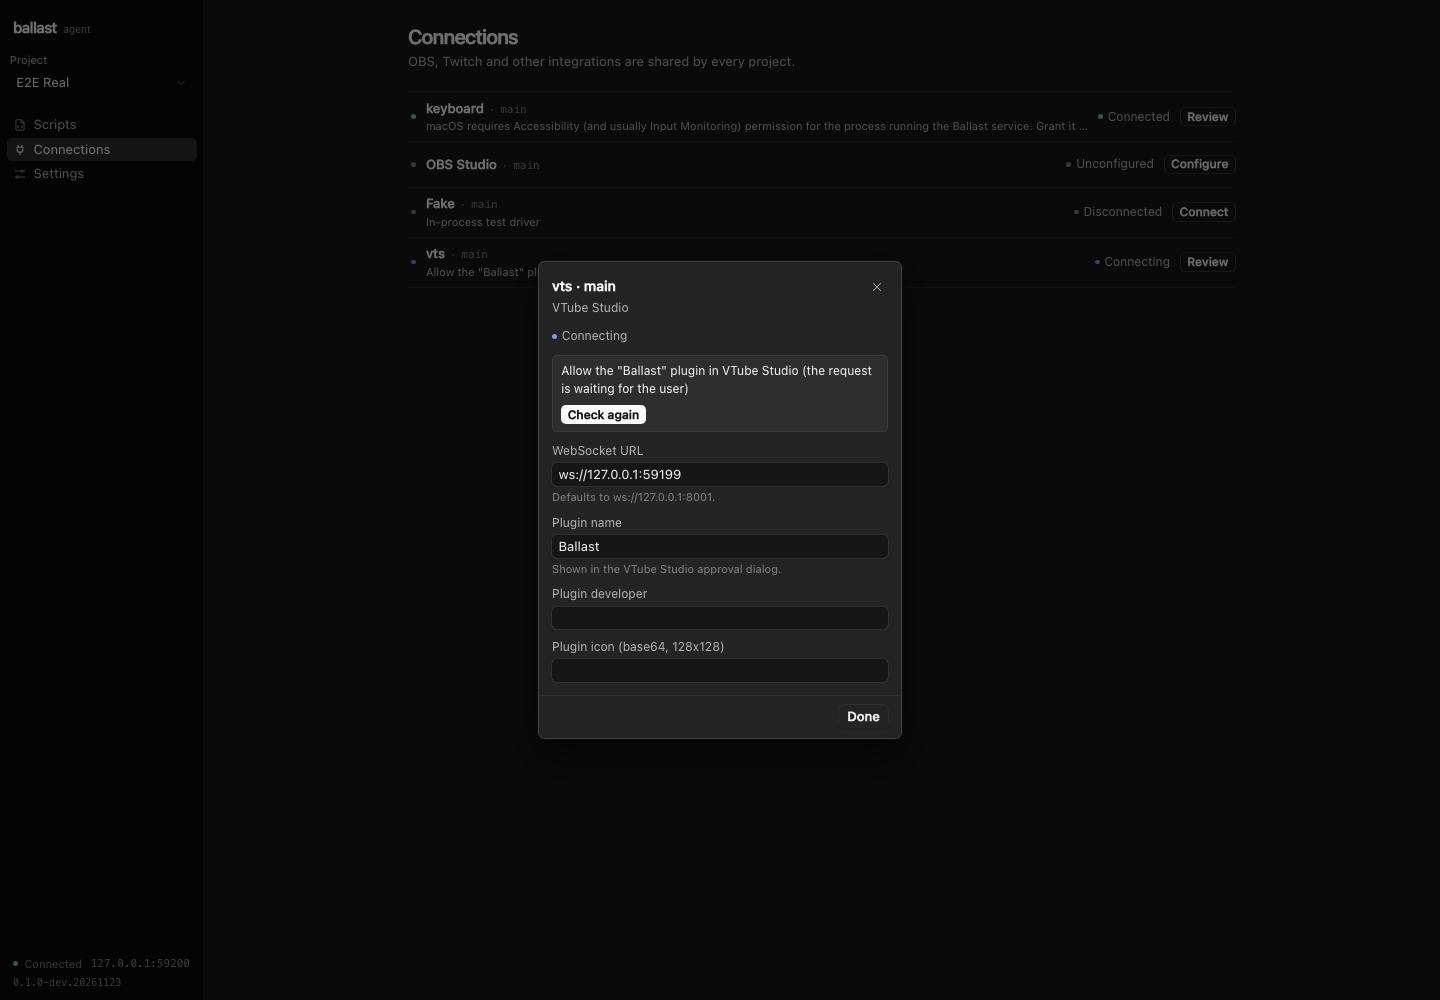 ballast agent
Project
E2E Real
Scripts
Connections
Settings
Connections
OBS, Twitch and other integrations are shared by every project.
keyboard · main
macOS requires Accessibility (and usually Input Monitoring) permission for the process running the Ballast service. Grant it ...
Connected Review
OBS Studio · main
Unconfigured Configure
Fake · main
In-process test driver
Disconnected Connect
vts · main
Allow the "Ballast" pl
Connecting Review
vts · main
VTube Studio
Connecting
Allow the "Ballast" plugin in VTube Studio (the request
is waiting for the user)
Check again
WebSocket URL
ws://127.0.0.1:59199
Defaults to ws://127.0.0.1:8001.
Plugin name
Ballast
Shown in the VTube Studio approval dialog.
Plugin developer
Plugin icon (base64, 128x128)
Done
Connected 127.0.0.1:59200
0.1.0-dev.20261123